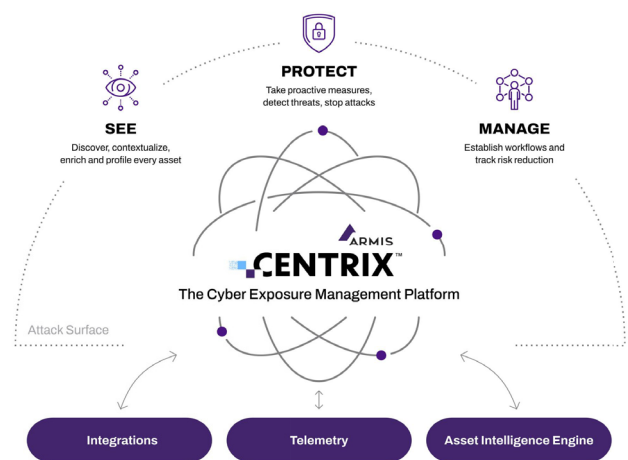 PROTECT
Take proactive measures,
detect threats, stop attacks
SEE
Discover, contextualize,
enrich and profile every asset
MANAGE
Establish workflows and
track risk reduction
ARMIS
CENTRIX™
The Cyber Exposure Management Platform
Attack Surface
Integrations
Telemetry
Asset Intelligence Engine